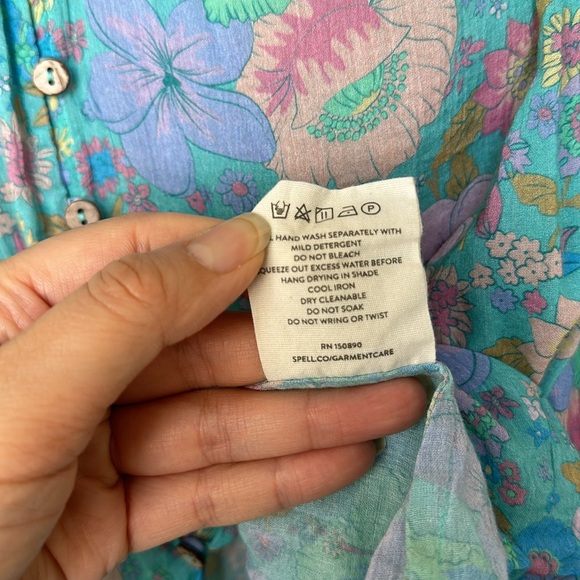 P
HAND WASH SEPARATELY WITH
MILD DETERGENT
DO NOT BLEACH
SQUEEZE OUT EXCESS WATER BEFORE
HANG DRYING IN SHADE
COOL IRON
DRY CLEANABLE
DO NOT SOAK
DO NOT WRING OR TWIST
RN 150890
SPELL.CO/GARMENTCARE